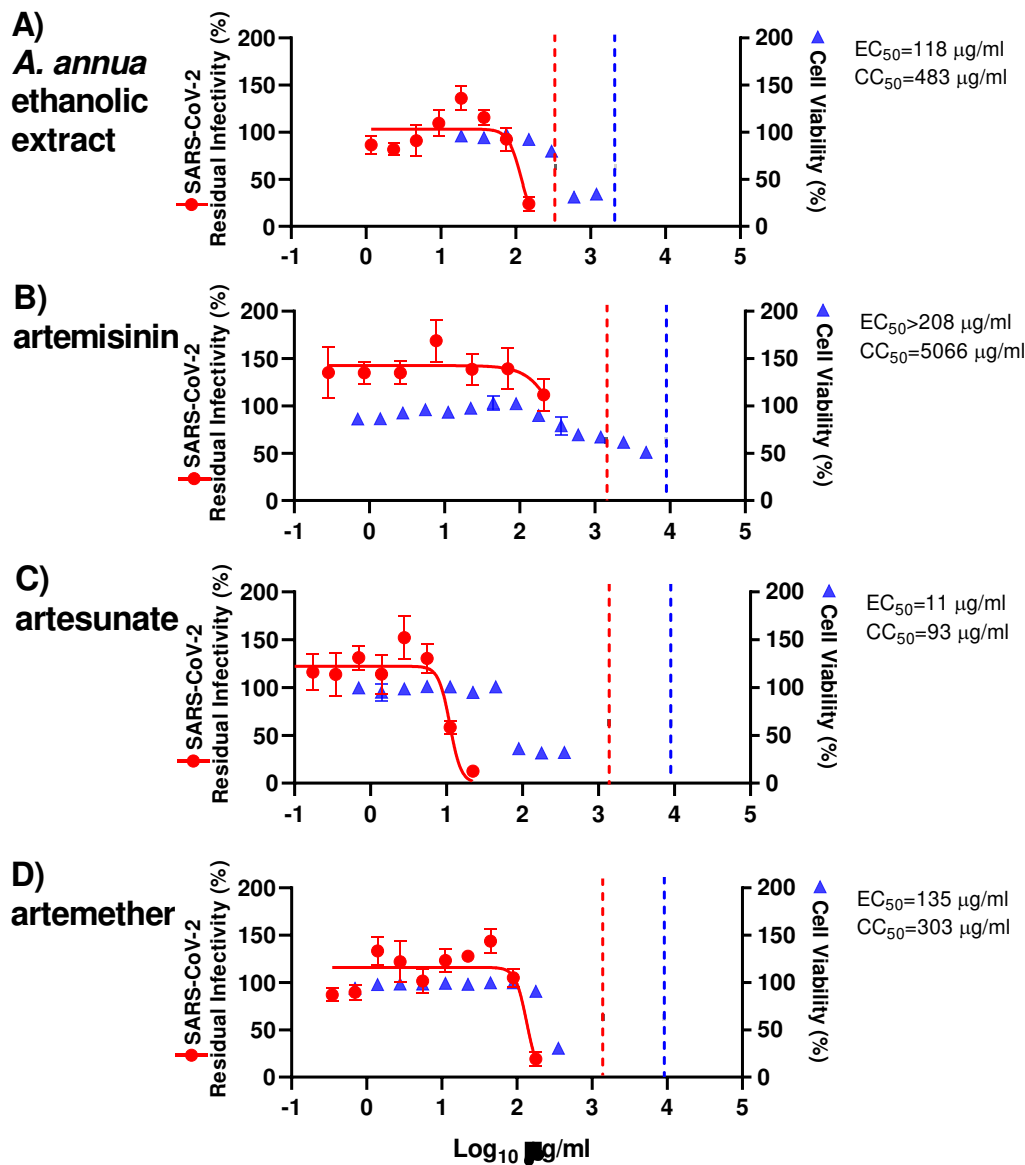 A)
A. annua
ethanolic
extract
SARS-CoV-2
Residual Infectivity (%)
200
150
100
50
0
-1 0 1 2 3 4 5
200
150
100
50
0
Cell Viability (%)
EC50=118 µg/ml
CC50=483 µg/ml
B)
artemisinin
SARS-CoV-2
Residual Infectivity (%)
200
150
100
50
0
-1 0 1 2 3 4 5
200
150
100
50
0
Cell Viability (%)
EC50>208 µg/ml
CC50=5066 µg/ml
C)
artesunate
SARS-CoV-2
Residual Infectivity (%)
200
150
100
50
0
-1 0 1 2 3 4 5
200
150
100
50
0
Cell Viability (%)
EC50=11 µg/ml
CC50=93 µg/ml
D)
artemether
SARS-CoV-2
Residual Infectivity (%)
200
150
100
50
0
-1 0 1 2 3 4 5
200
150
100
50
0
Cell Viability (%)
EC50=135 µg/ml
CC50=303 µg/ml
Log10 g/ml